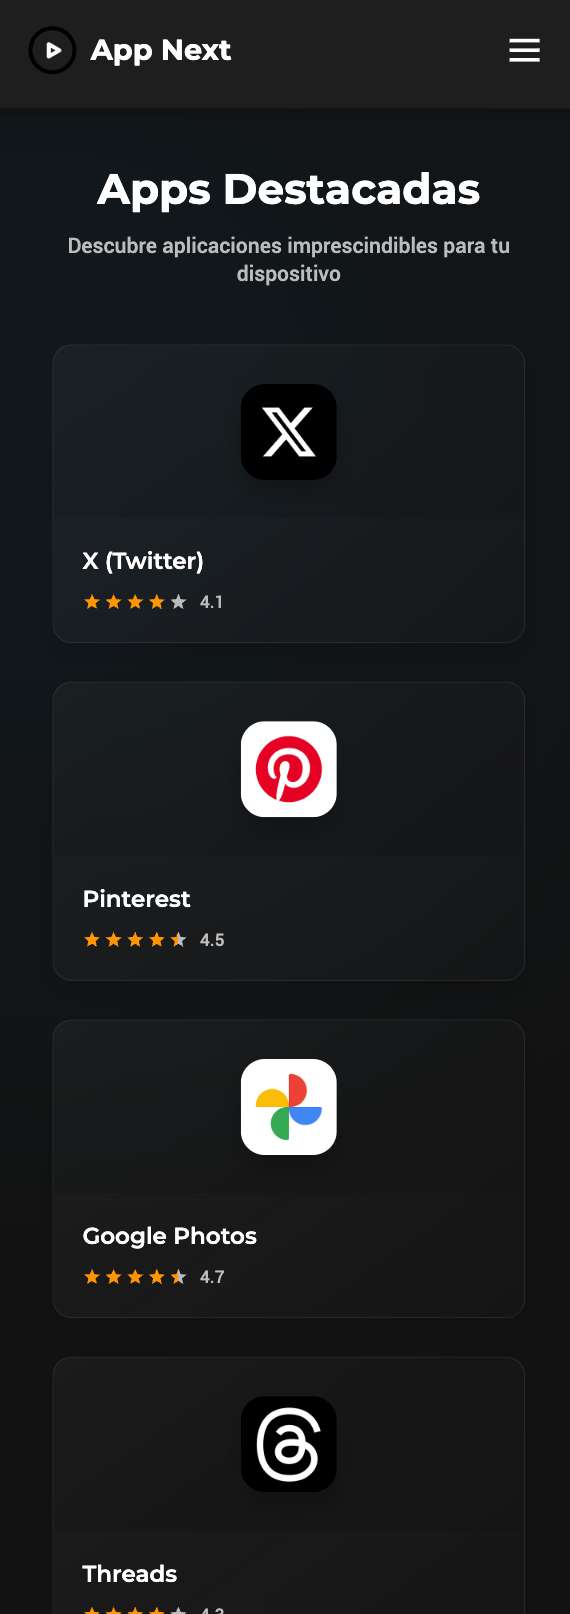 App Next
Apps Destacadas
Descubre aplicaciones imprescindibles para tu
dispositivo
X (Twitter)
4.1
Pinterest
4.5
Google Photos
4.7
Threads